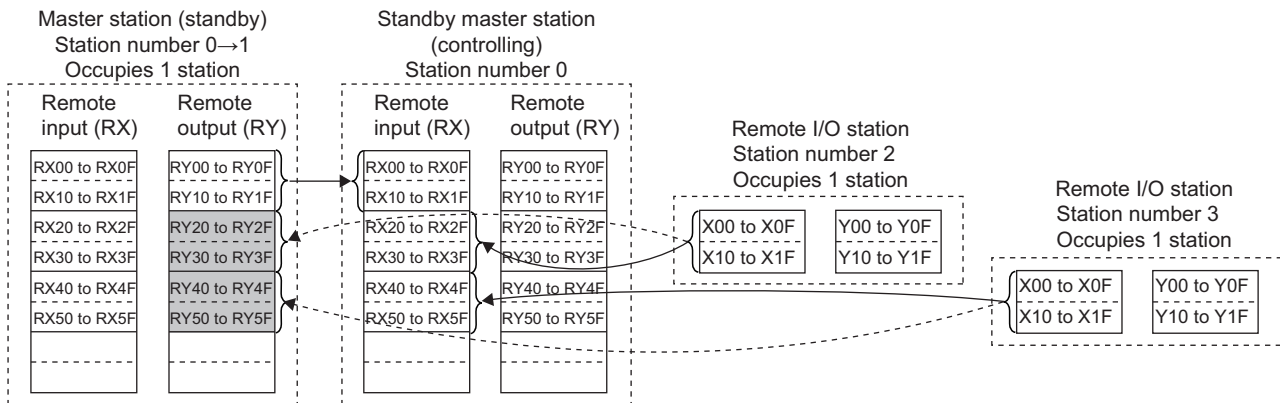 Master station (standby)
Station number 0→1
Occupies 1 station
Remote input (RX)
Remote output (RY)
RX00 to RX0F
RX10 to RX1F
RX20 to RX2F
RX30 to RX3F
RX40 to RX4F
RX50 to RX5F
RY00 to RY0F
RY10 to RY1F
RY20 to RY2F
RY30 to RY3F
RY40 to RY4F
RY50 to RY5F
Standby master station
(controlling)
Station number 0
Remote input (RX)
Remote output (RY)
RX00 to RX0F
RX10 to RX1F
RX20 to RX2F
RX30 to RX3F
RX40 to RX4F
RX50 to RX5F
RY00 to RY0F
RY10 to RY1F
RY20 to RY2F
RY30 to RY3F
RY40 to RY4F
RY50 to RY5F
Remote I/O station
Station number 2
Occupies 1 station
X00 to X0F
X10 to X1F
Y00 to Y0F
Y10 to Y1F
Remote I/O station
Station number 3
Occupies 1 station
X00 to X0F
X10 to X1F
Y00 to Y0F
Y10 to Y1F